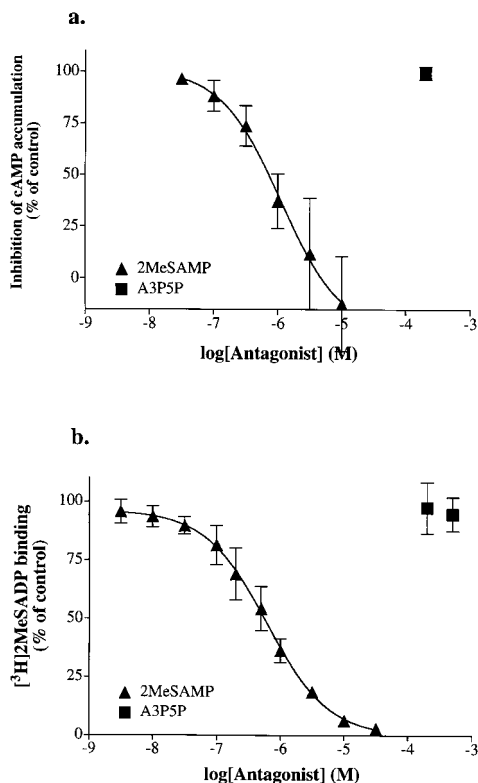 a.
Inhibition of cAMP accumulation
(% of control)
100
75
50
25
0
2MeSAMP
A3P5P
-9
-8
-7
-6
-5
-4
-3
log[Antagonist] (M)
b.
[³H]2MeSADP binding
(% of control)
100
75
50
25
0
2MeSAMP
A3P5P
-9
-8
-7
-6
-5
-4
-3
log[Antagonist] (M)